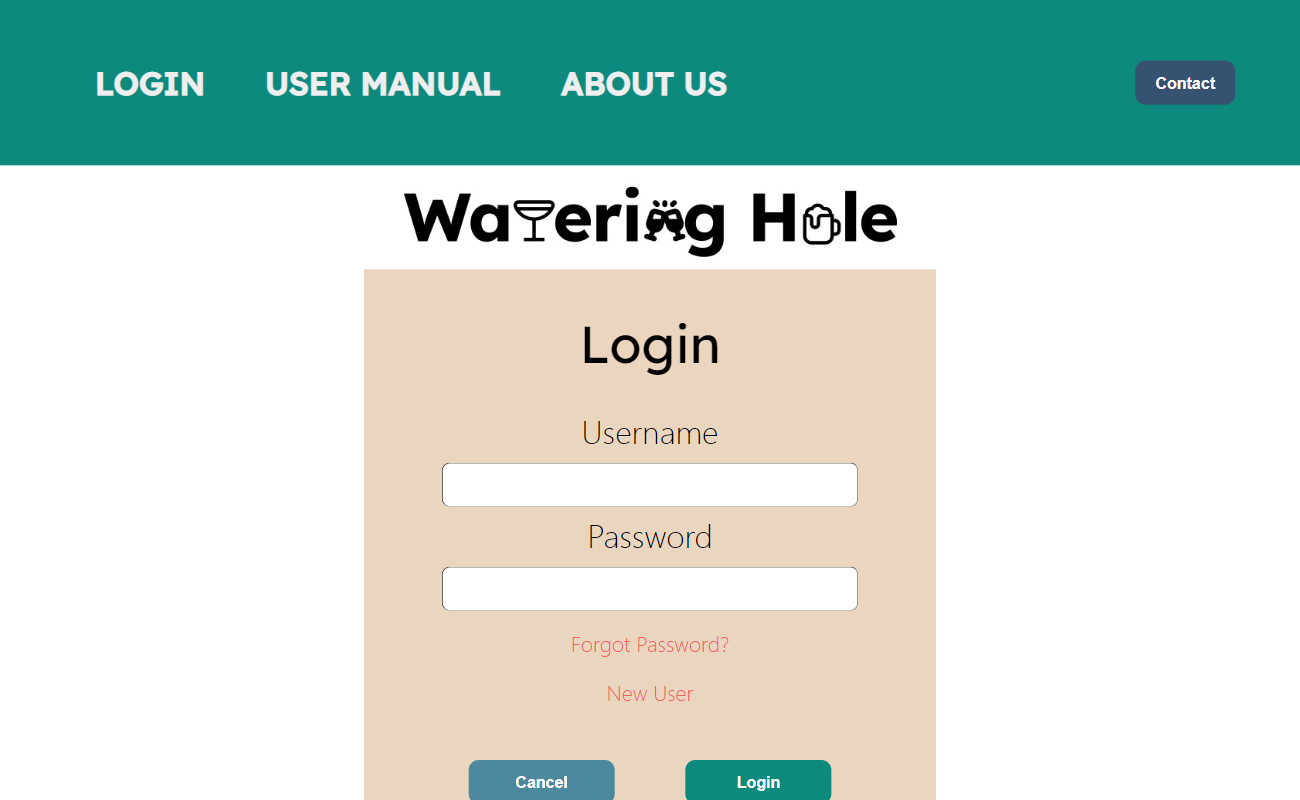 LOGIN USER MANUAL ABOUT US Contact
Watering Hole
Login
Username
Password
Forgot Password?
New User
Cancel Login